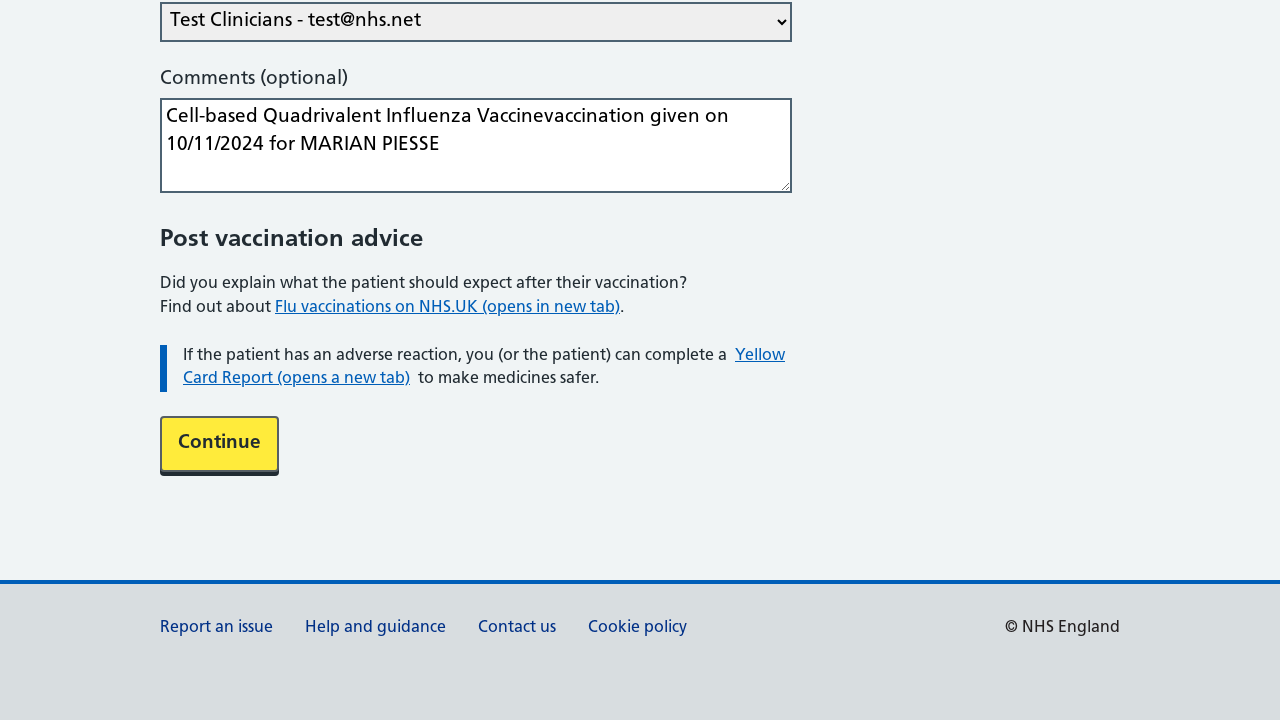 Test Clinicians - test@nhs.net
Comments (optional)
Cell-based Quadrivalent Influenza Vaccinevaccination given on
10/11/2024 for MARIAN PIESSE
Post vaccination advice
Did you explain what the patient should expect after their vaccination?
Find out about Flu vaccinations on NHS.UK (opens in new tab).
If the patient has an adverse reaction, you (or the patient) can complete a Yellow
Card Report (opens a new tab) to make medicines safer.
Continue
Report an issue Help and guidance Contact us Cookie policy © NHS England